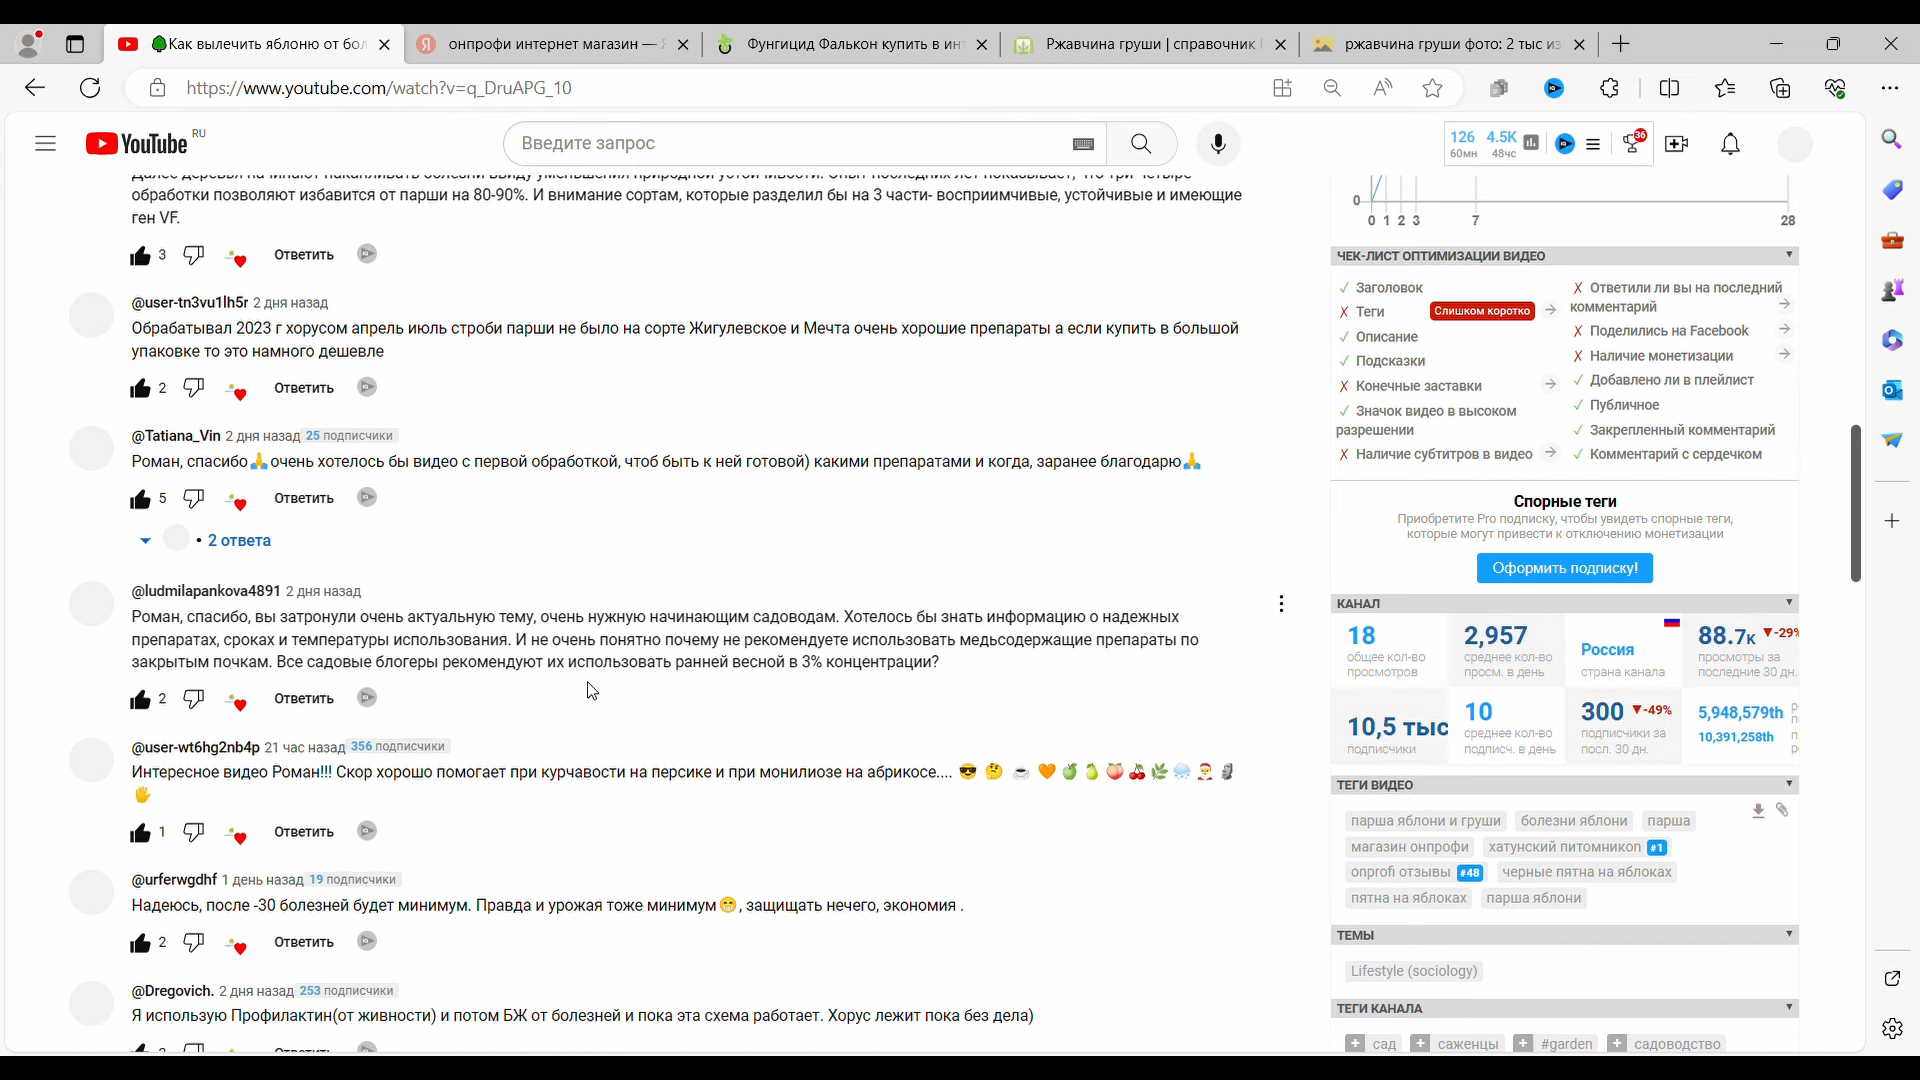 Как вылечить яблоню от бол
онпрофи интернет магазин —
Фунгицид Фалькон купить в ин
Ржавчина груши | справочник
ржавчина груши фото: 2 тыс из
https://www.youtube.com/watch?v=q_DruAPG_10
YouTube RU
Введите запрос
126 4.5K
60мн 48чс
36
обработки позволяют избавится от парши на 80-90%. И внимание сортам, которые разделил бы на 3 части- восприимчивые, устойчивые и имеющие
ген VF.
3 Ответить
@user-tn3vu1lh5r 2 дня назад
Обрабатывал 2023 г хорусом апрель июль строби парши не было на сорте Жигулевское и Мечта очень хорошие препараты а если купить в большой
упаковке то это намного дешевле
2 Ответить
@Tatiana_Vin 2 дня назад 25 подписчики
Роман, спасибо🙏очень хотелось бы видео с первой обработкой, чтоб быть к ней готовой) какими препаратами и когда, заранее благодарю🙏
5 Ответить
• 2 ответа
@ludmilapankova4891 2 дня назад
Роман, спасибо, вы затронули очень актуальную тему, очень нужную начинающим садоводам. Хотелось бы знать информацию о надежных
препаратах, сроках и температуры использования. И не очень понятно почему не рекомендуете использовать медьсодержащие препараты по
закрытым почкам. Все садовые блогеры рекомендуют их использовать ранней весной в 3% концентрации?
2 Ответить
@user-wt6hg2nb4p 21 час назад 356 подписчики
Интересное видео Роман!!! Скор хорошо помогает при курчавости на персике и при монилиозе на абрикосе.... 😎 🤔 ☕ 🧡 🍏 🍐 🍑 🍒 🌿 🌨 🎅 🗿
🖐
1 Ответить
@urferwgdhf 1 день назад 19 подписчики
Надеюсь, после -30 болезней будет минимум. Правда и урожая тоже минимум😁, защищать нечего, экономия .
2 Ответить
@Dregovich. 2 дня назад 253 подписчики
Я использую Профилактин(от живности) и потом БЖ от болезней и пока эта схема работает. Хорус лежит пока без дела)
0
0 1 2 3 7 28
ЧЕК-ЛИСТ ОПТИМИЗАЦИИ ВИДЕО
✓ Заголовок
✗ Теги Слишком коротко
✓ Описание
✓ Подсказки
✗ Конечные заставки
✓ Значок видео в высоком
разрешении
✗ Наличие субтитров в видео
✗ Ответили ли вы на последний
комментарий
✗ Поделились на Facebook
✗ Наличие монетизации
✓ Добавлено ли в плейлист
✓ Публичное
✓ Закрепленный комментарий
✓ Комментарий с сердечком
Спорные теги
Приобретите Pro подписку, чтобы увидеть спорные теги,
которые могут привести к отключению монетизации
Оформить подписку!
КАНАЛ
18
общее кол-во
просмотров
2,957
среднее кол-во
просм. в день
Россия
страна канала
88.7к ▼-29%
просмотры за
последние 30 дн.
10,5 тыс
подписчики
10
среднее кол-во
подписч. в день
300 ▼-49%
подписчики за
посл. 30 дн.
5,948,579th
10,391,258th
ТЕГИ ВИДЕО
парша яблони и груши болезни яблони парша
магазин онпрофи хатунский питомникоп #1
onprofi отзывы #48 черные пятна на яблоках
пятна на яблоках парша яблони
ТЕМЫ
Lifestyle (sociology)
ТЕГИ КАНАЛА
+ сад + саженцы + #garden + садоводство